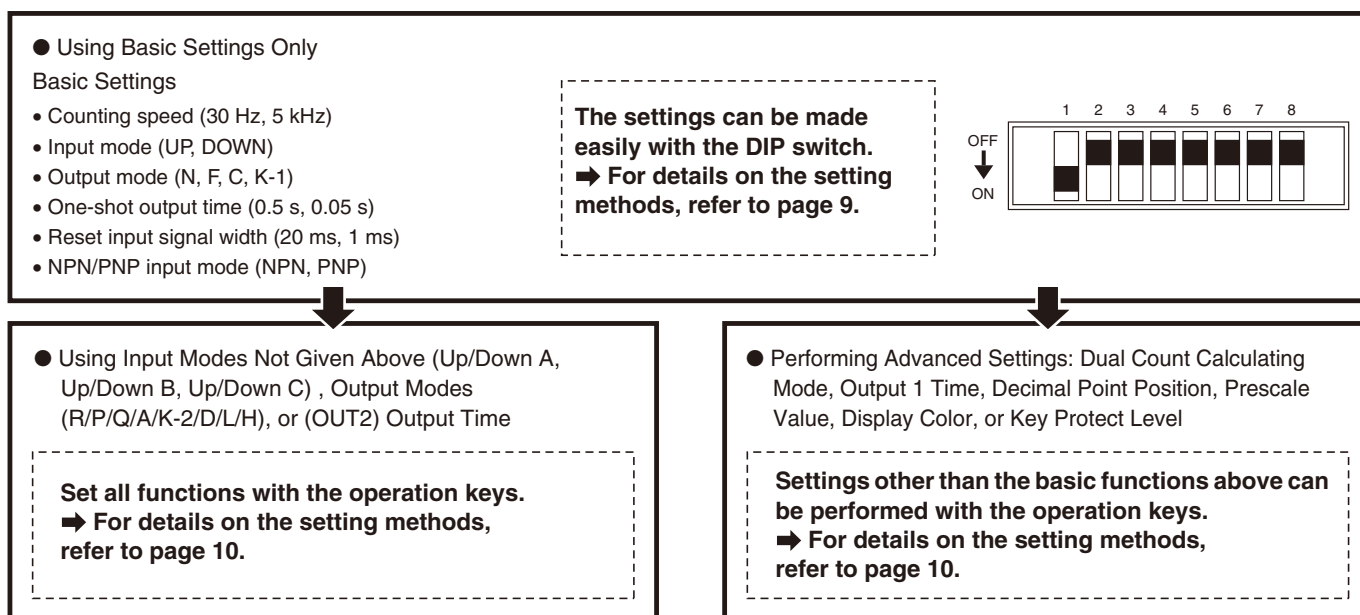 ● Using Basic Settings Only
Basic Settings
• Counting speed (30 Hz, 5 kHz)
• Input mode (UP, DOWN)
• Output mode (N, F, C, K-1)
• One-shot output time (0.5 s, 0.05 s)
• Reset input signal width (20 ms, 1 ms)
• NPN/PNP input mode (NPN, PNP)
The settings can be made
easily with the DIP switch.
➡ For details on the setting
methods, refer to page 9.
1 2 3 4 5 6 7 8
OFF
ON
● Using Input Modes Not Given Above (Up/Down A,
Up/Down B, Up/Down C) , Output Modes
(R/P/Q/A/K-2/D/L/H), or (OUT2) Output Time
Set all functions with the operation keys.
➡ For details on the setting methods,
refer to page 10.
● Performing Advanced Settings: Dual Count Calculating
Mode, Output 1 Time, Decimal Point Position, Prescale
Value, Display Color, or Key Protect Level
Settings other than the basic functions above can
be performed with the operation keys.
➡ For details on the setting methods,
refer to page 10.